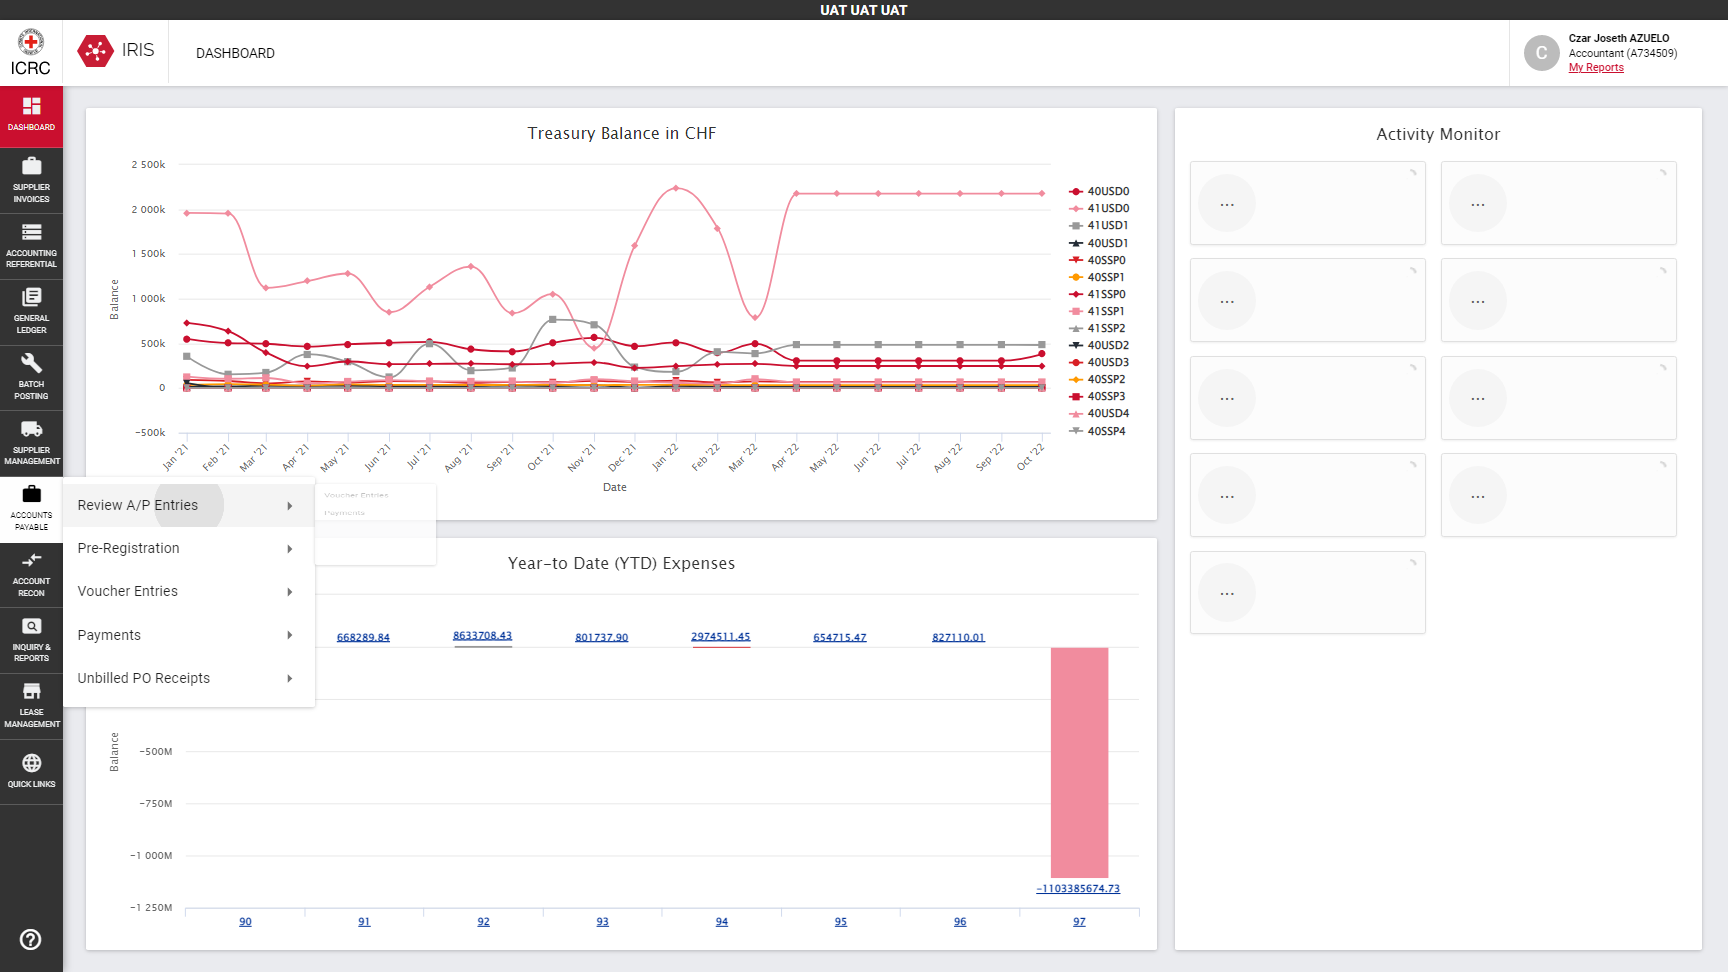 UAT UAT UAT
ICRC
IRIS
DASHBOARD
Czar Joseth AZUELO
Accountant (A734509)
My Reports
C
DASHBOARD
SUPPLIER
INVOICES
ACCOUNTING
REFERENTIAL
GENERAL
LEDGER
BATCH
POSTING
SUPPLIER
MANAGEMENT
ACCOUNTS
PAYABLE
ACCOUNT
RECON
INQUIRY &
REPORTS
LEASE
MANAGEMENT
QUICK LINKS
Review A/P Entries
Pre-Registration
Voucher Entries
Payments
Unbilled PO Receipts
Voucher Entries
Payments
Treasury Balance in CHF
Balance
2 500k
2 000k
1 500k
1 000k
500k
0
-500k
Jan '21
Feb '21
Mar '21
Apr '21
May '21
Jun '21
Jul '21
Aug '21
Sep '21
Oct '21
Nov '21
Dec '21
Jan '22
Feb '22
Mar '22
Apr '22
May '22
Jun '22
Jul '22
Aug '22
Sep '22
Oct '22
Date
40USD0
41USD0
41USD1
40USD1
40SSP0
40SSP1
41SSP0
41SSP1
41SSP2
40USD2
40USD3
40SSP2
40SSP3
40USD4
40SSP4
Year-to Date (YTD) Expenses
668289.84
8633708.43
801737.90
2974511.45
654715.47
827110.01
-1103385674.73
Balance
-500M
-750M
-1 000M
-1 250M
90
91
92
93
94
95
96
97
Activity Monitor
...
...
...
...
...
...
...
...
...